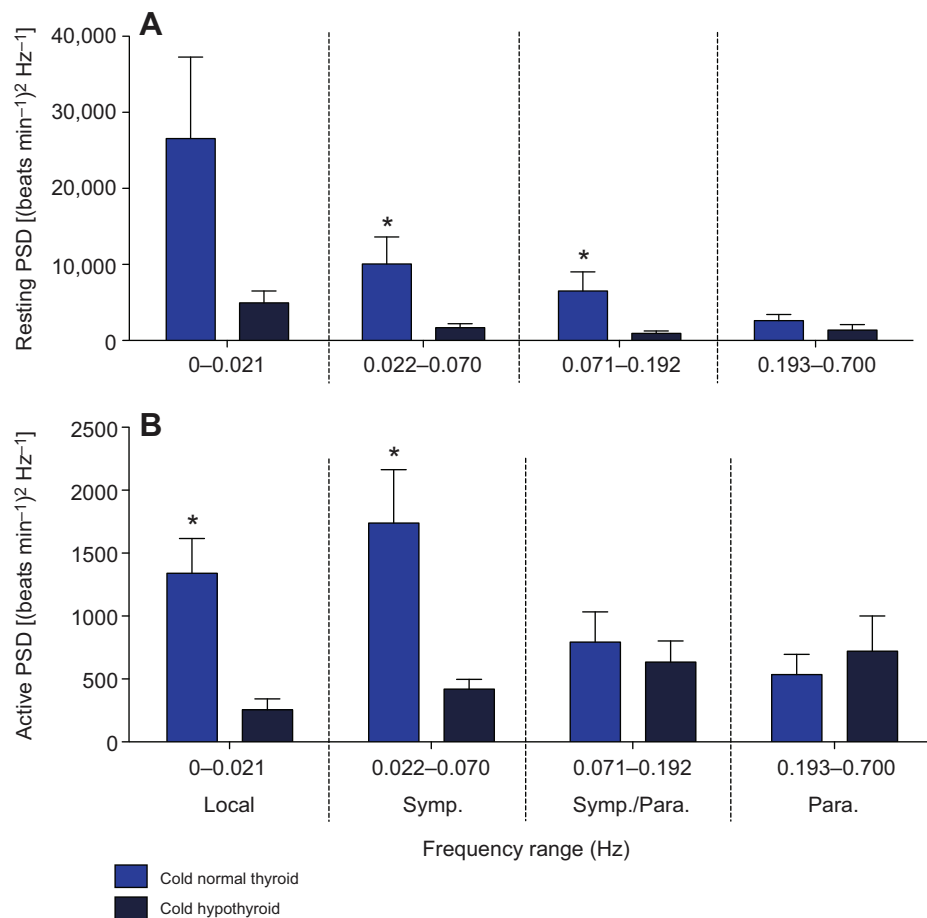 A
Resting PSD [(beats min⁻¹)² Hz⁻¹]
40,000
30,000
20,000
10,000
0
*
*
0–0.021 0.022–0.070 0.071–0.192 0.193–0.700
B
Active PSD [(beats min⁻¹)² Hz⁻¹]
2500
2000
1500
1000
500
0
*
*
0–0.021 0.022–0.070 0.071–0.192 0.193–0.700
Local Symp. Symp./Para. Para.
Frequency range (Hz)
Cold normal thyroid
Cold hypothyroid